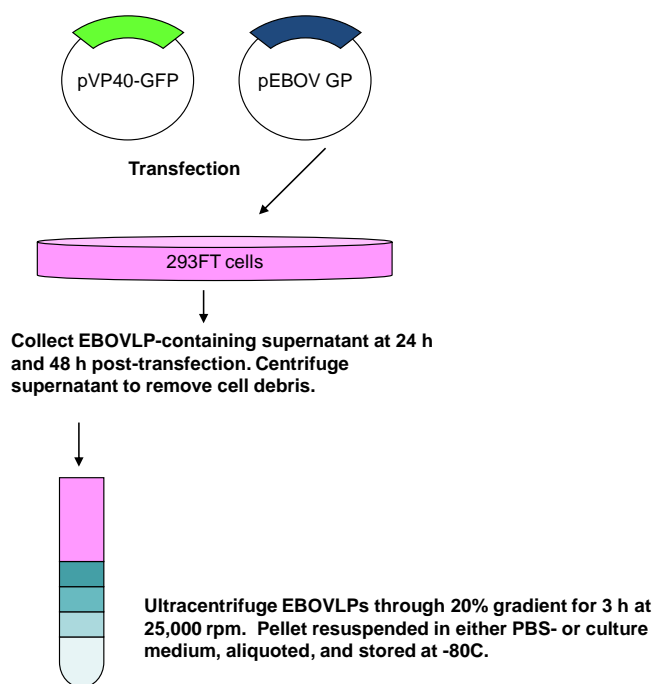 pVP40-GFP
pEBOV GP
Transfection
293FT cells
Collect EBOVLP-containing supernatant at 24 h
and 48 h post-transfection. Centrifuge
supernatant to remove cell debris.
Ultracentrifuge EBOVLPs through 20% gradient for 3 h at
25,000 rpm.  Pellet resuspended in either PBS- or culture
medium, aliquoted, and stored at -80C.